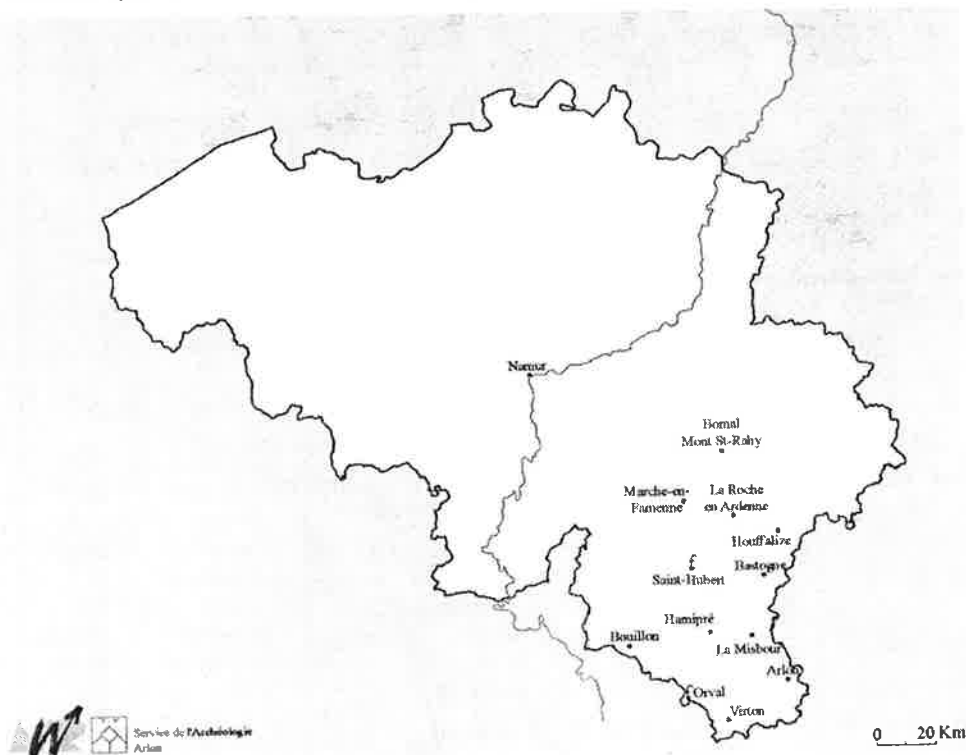 Namur
Bomal
Mont St-Rahy
Marche-en-
Famenne
La Roche
en Ardenne
Houffalize
Bastogne
Saint-Hubert
Hamipré
La Misbour
Bouillon
Arlon
Orval
Virton
Service de l'Archéologie
Arlon
0 20 Km